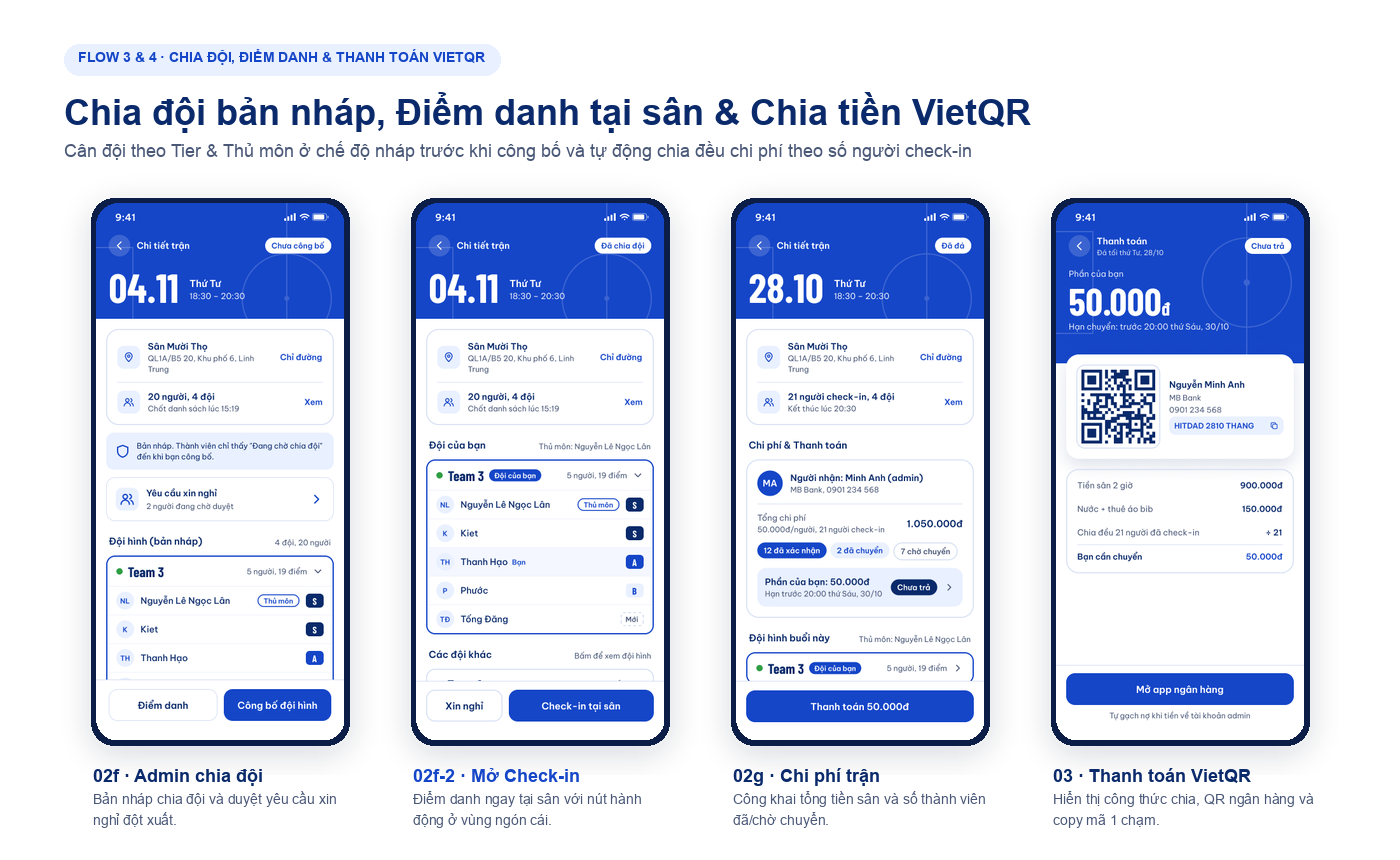 FLOW 3 & 4 · CHIA ĐỘI, ĐIỂM DANH & THANH TOÁN VIETQR
Chia đội bản nháp, Điểm danh tại sân & Chia tiền VietQR
Cân đối theo Tier & Thủ môn ở chế độ nháp trước khi công bố và tự động chia đều chi phí theo số người check-in
9:41
Chi tiết trận
Chưa công bố
04.11
Thứ Tư
18:30 – 20:30
Sân Mười Thọ
QL1A/B5 20, Khu phố 6, Linh
Trung
Chỉ đường
20 người, 4 đội
Chốt danh sách lúc 15:19
Xem
Bản nháp. Thành viên chỉ thấy "Đang chờ chia đội"
đến khi bạn công bố.
Yêu cầu xin nghỉ
2 người đang chờ duyệt
Đội hình (bản nháp)
4 đội, 20 người
Team 3
5 người, 19 điểm
NL
Nguyễn Lê Ngọc Lân
Thủ môn
S
K
Kiet
S
TH
Thanh Hạo
A
Điểm danh
Công bố đội hình
02f · Admin chia đội
Bản nháp chia đội và duyệt yêu cầu xin
nghỉ đột xuất.
9:41
Chi tiết trận
Đã chia đội
04.11
Thứ Tư
18:30 – 20:30
Sân Mười Thọ
QL1A/B5 20, Khu phố 6, Linh
Trung
Chỉ đường
20 người, 4 đội
Chốt danh sách lúc 15:19
Xem
Đội của bạn
Thủ môn: Nguyễn Lê Ngọc Lân
Team 3
Đội của bạn
5 người, 19 điểm
NL
Nguyễn Lê Ngọc Lân
Thủ môn
S
K
Kiet
S
TH
Thanh Hạo Bạn
A
P
Phước
B
TĐ
Tống Đăng
Mới
Các đội khác
Bấm để xem đội hình
Xin nghỉ
Check-in tại sân
02f-2 · Mở Check-in
Điểm danh ngay tại sân với nút hành
động ở vùng ngón cái.
9:41
Chi tiết trận
Đã đá
28.10
Thứ Tư
18:30 – 20:30
Sân Mười Thọ
QL1A/B5 20, Khu phố 6, Linh
Trung
Chỉ đường
21 người check-in, 4 đội
Kết thúc lúc 20:30
Xem
Chi phí & Thanh toán
MA
Người nhận: Minh Anh (admin)
MB Bank, 0901 234 568
Tổng chi phí
50.000đ/người, 21 người check-in
1.050.000đ
12 đã xác nhận
2 đã chuyển
7 chờ chuyển
Phần của bạn: 50.000đ
Hạn trước 20:00 thứ Sáu, 30/10
Chưa trả
Đội hình buổi này
Thủ môn: Nguyễn Lê Ngọc Lân
Team 3
Đội của bạn
5 người, 19 điểm
Thanh toán 50.000đ
02g · Chi phí trận
Công khai tổng tiền sân và số thành viên
đã/chờ chuyển.
9:41
Thanh toán
Đá tối thứ Tư, 28/10
Chưa trả
Phần của bạn
50.000đ
Hạn chuyển: trước 20:00 thứ Sáu, 30/10
Nguyễn Minh Anh
MB Bank
0901 234 568
HITDAD 2810 THANG
Tiền sân 2 giờ
900.000đ
Nước + thuê áo bib
150.000đ
Chia đều 21 người đã check-in
÷ 21
Bạn cần chuyển
50.000đ
Mở app ngân hàng
Tự gạch nợ khi tiền về tài khoản admin
03 · Thanh toán VietQR
Hiển thị công thức chia, QR ngân hàng và
copy mã 1 chạm.